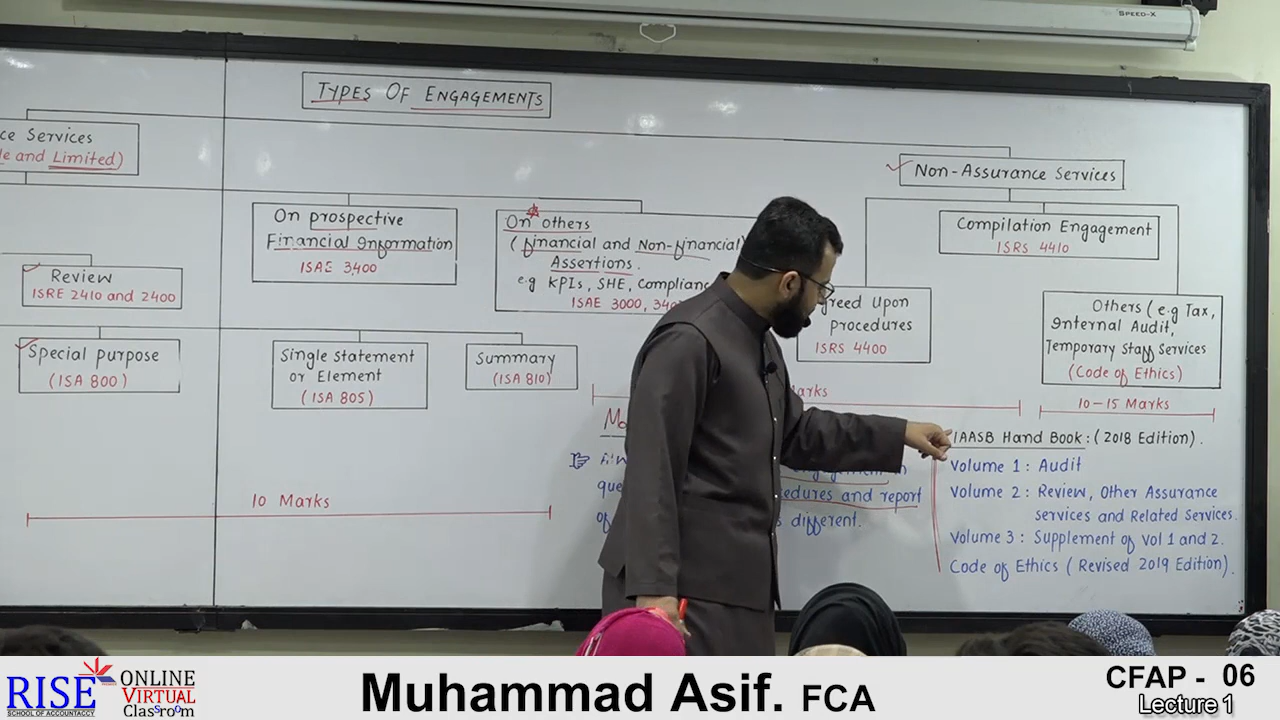 SPEED-X
TYPES OF ENGAGEMENTS
ce Services
le and Limited)
Non-Assurance Services
On prospective
Financial Information
ISAE 3400
On others
(financial and Non-financial)
Assertions.
e.g KPIs, SHE, Complianc
ISAE 3000, 340
Compilation Engagement
ISRS 4410
Review
ISRE 2410 and 2400
greed Upon
procedures
ISRS 4400
Others (e.g Tax,
Internal Audit,
Temporary Staff Services
(Code of Ethics)
Special purpose
(ISA 800)
Single statement
or Element
(ISA 805)
Summary
(ISA 810)
arks
10-15 Marks
10 Marks
que
edures and report
of
s different.
IAASB Hand Book: (2018 Edition).
Volume 1: Audit
Volume 2: Review, Other Assurance
services and Related Services.
Volume 3: Supplement of Vol 1 and 2.
Code of Ethics (Revised 2019 Edition).
RISE
SCHOOL OF ACCOUNTANCY
ONLINE
VIRTUAL
Classroom
Muhammad Asif. FCA
CFAP - 06
Lecture 1